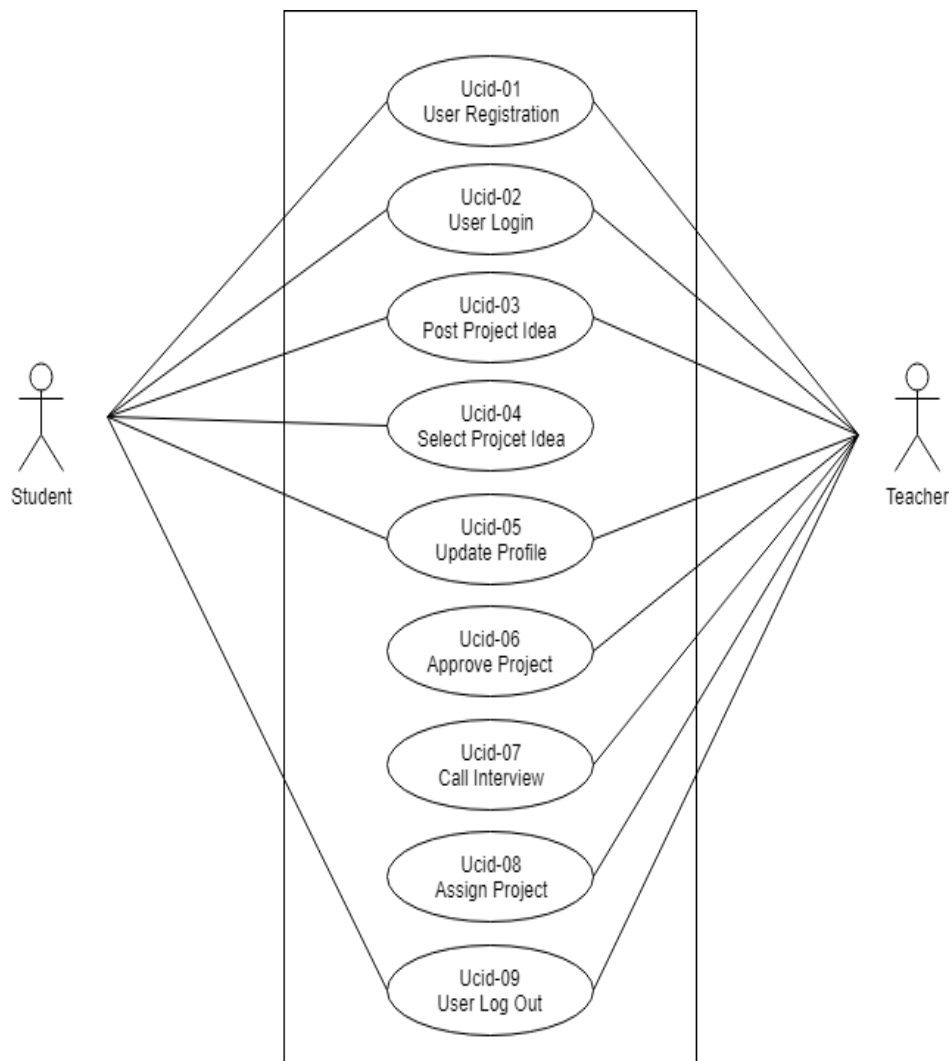 Ucid-01
User Registration
Ucid-02
User Login
Ucid-03
Post Project Idea
Ucid-04
Select Projcet Idea
Student
Teacher
Ucid-05
Update Profile
Ucid-06
Approve Project
Ucid-07
Call Interview
Ucid-08
Assign Project
Ucid-09
User Log Out